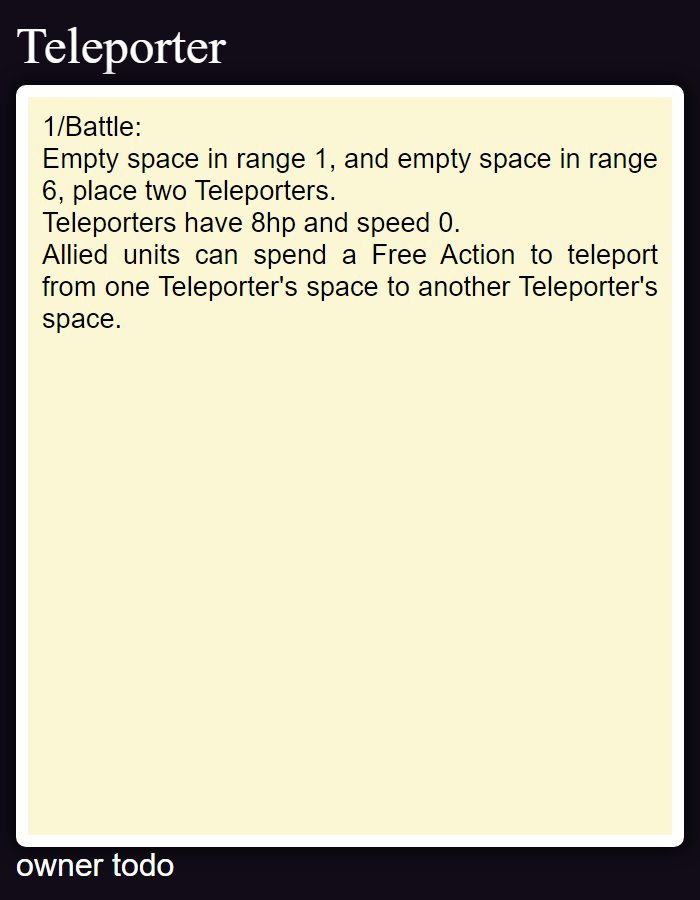 Teleporter
1/Battle:
Empty space in range 1, and empty space in range
6, place two Teleporters.
Teleporters have 8hp and speed 0.
Allied units can spend a Free Action to teleport
from one Teleporter's space to another Teleporter's
space.
owner todo